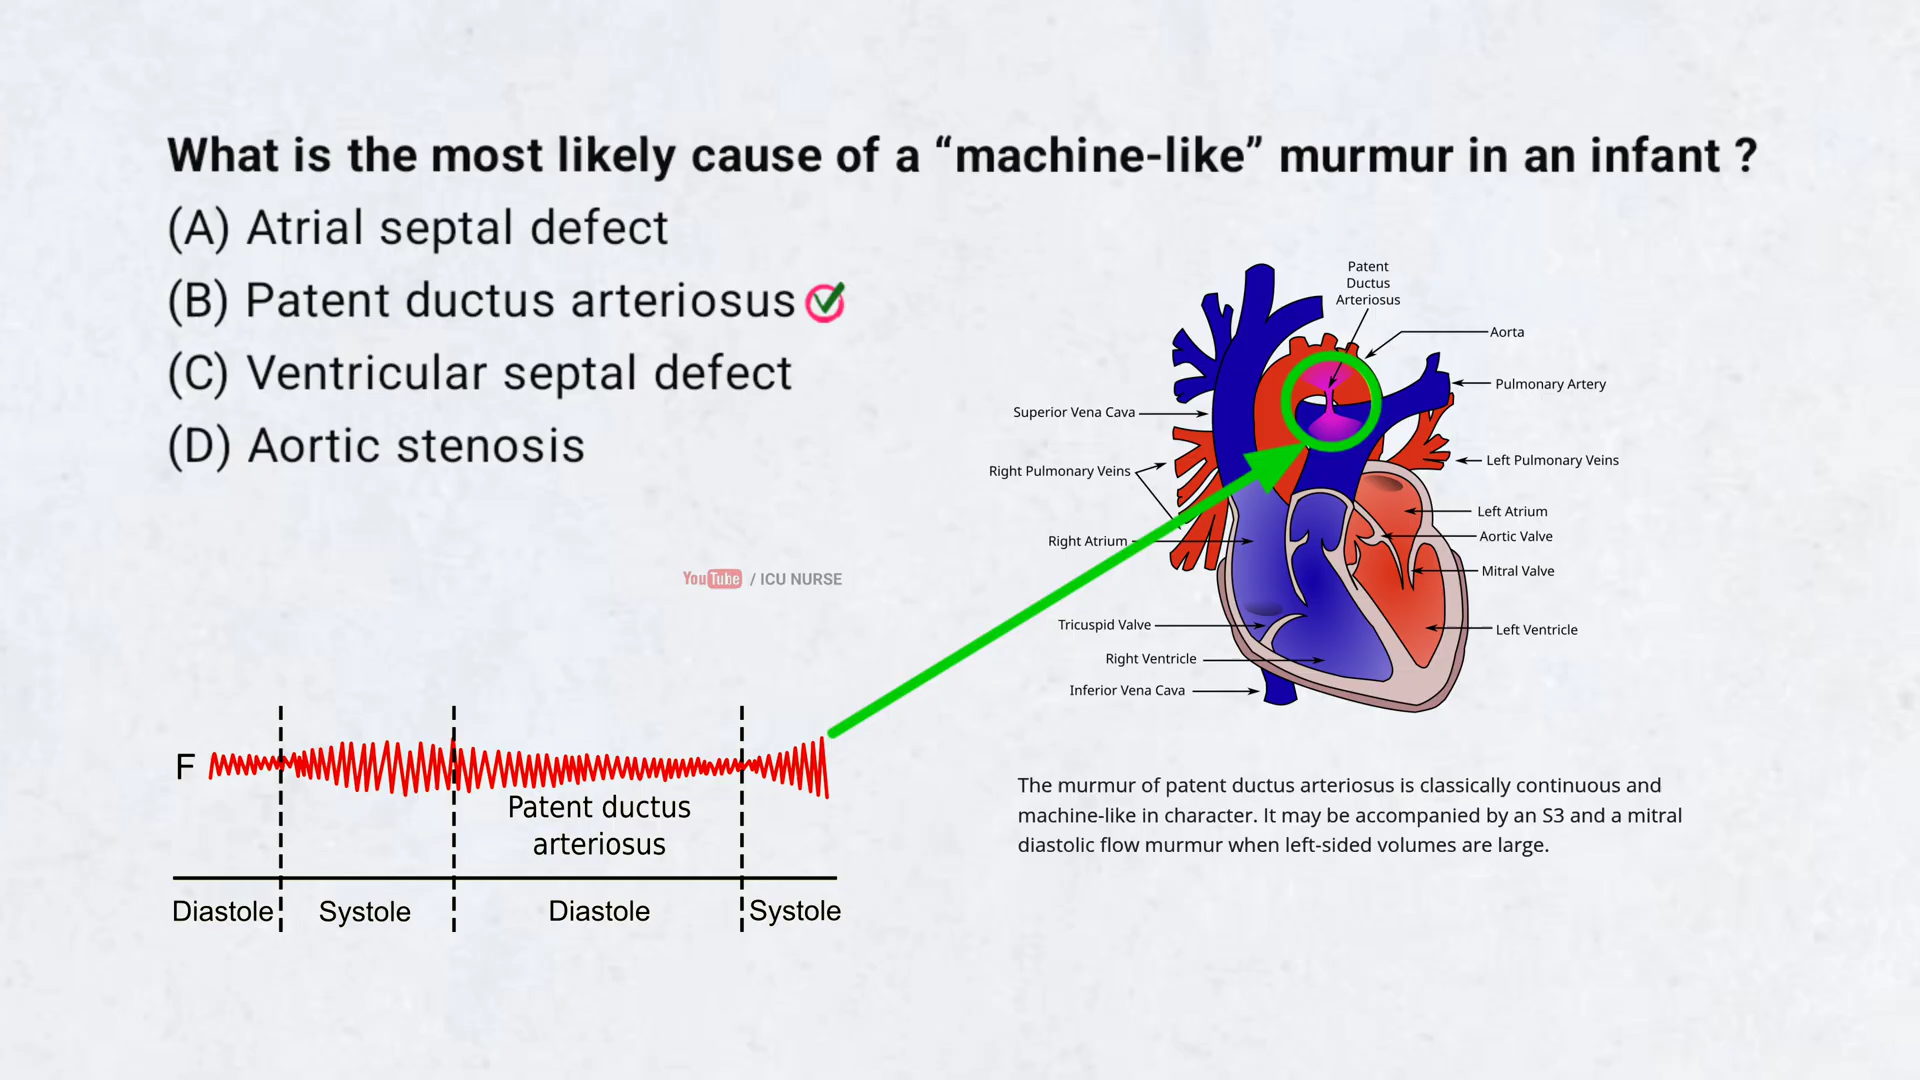 What is the most likely cause of a “machine-like” murmur in an infant ?
(A) Atrial septal defect
(B) Patent ductus arteriosus
(C) Ventricular septal defect
(D) Aortic stenosis
Patent
Ductus
Arteriosus
Aorta
Pulmonary Artery
Superior Vena Cava
Left Pulmonary Veins
Right Pulmonary Veins
Left Atrium
Aortic Valve
Right Atrium
Mitral Valve
Tricuspid Valve
Left Ventricle
Right Ventricle
Inferior Vena Cava
YouTube / ICU NURSE
F
Patent ductus
arteriosus
Diastole Systole Diastole Systole
The murmur of patent ductus arteriosus is classically continuous and
machine-like in character. It may be accompanied by an S3 and a mitral
diastolic flow murmur when left-sided volumes are large.